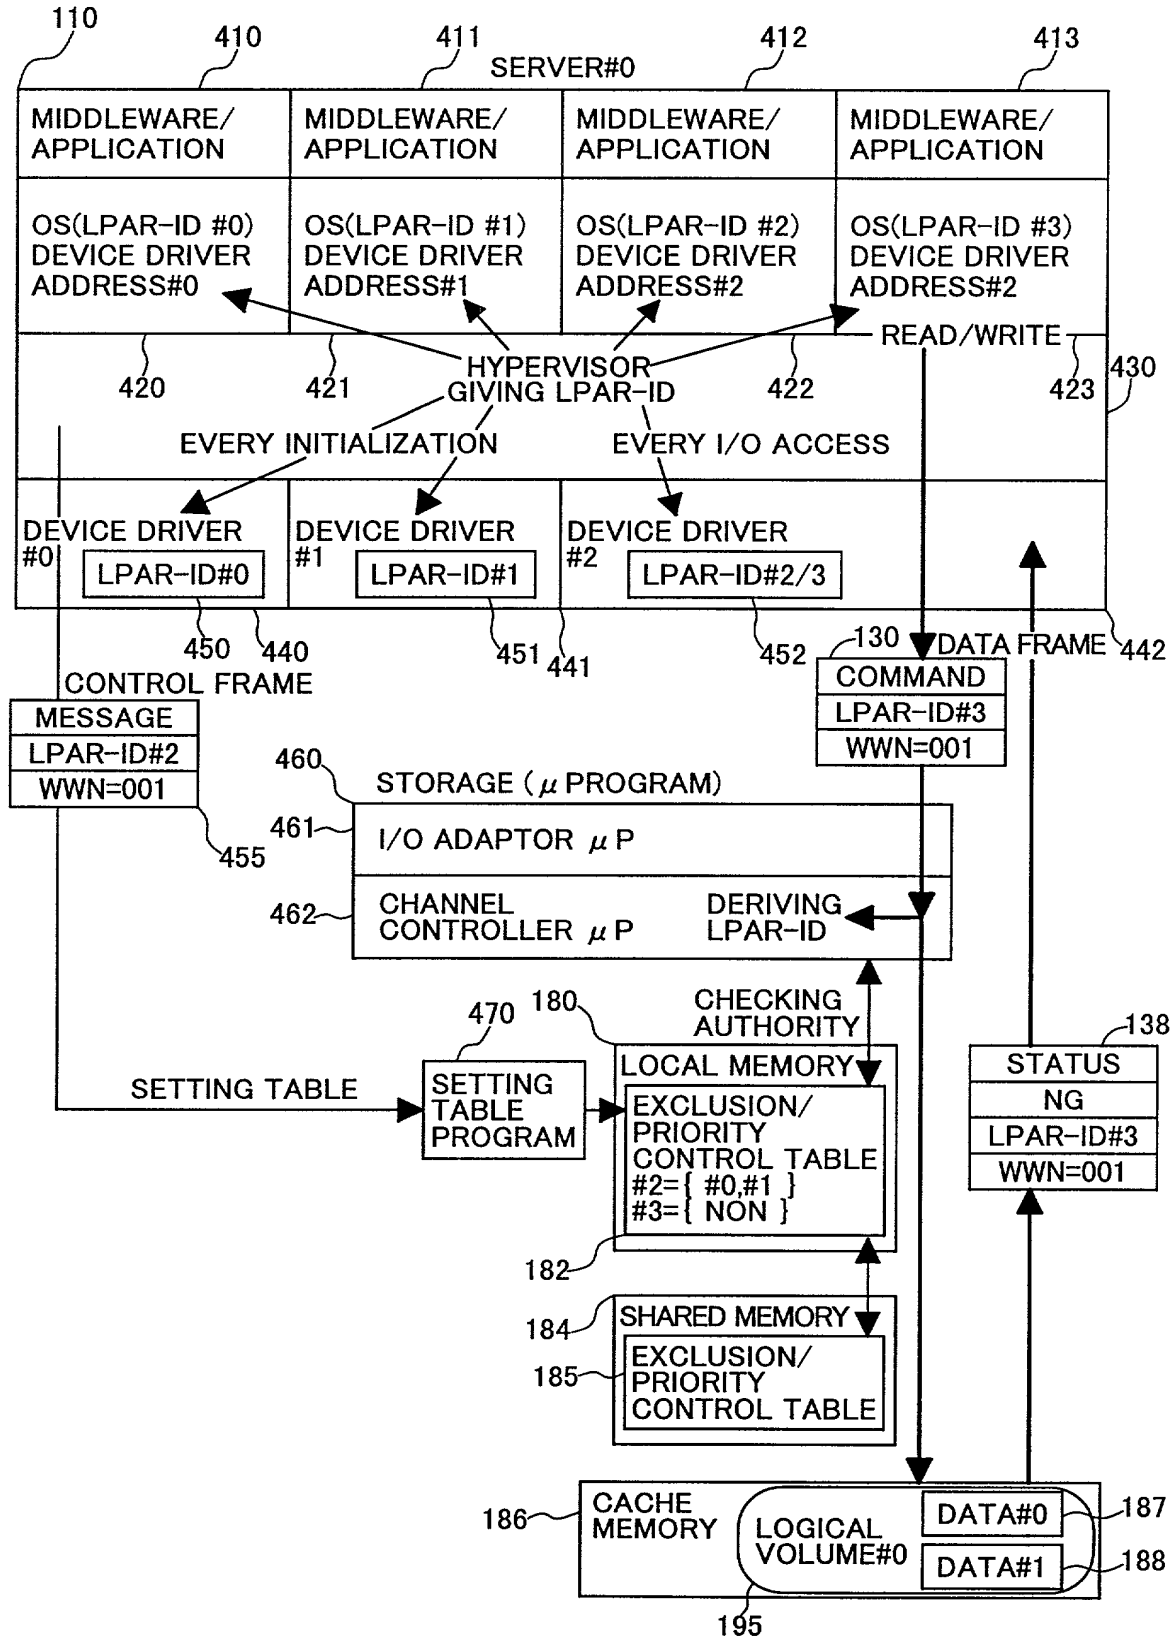 110
410
411
412
413
SERVER#0
MIDDLEWARE/
APPLICATION
MIDDLEWARE/
APPLICATION
MIDDLEWARE/
APPLICATION
MIDDLEWARE/
APPLICATION
OS(LPAR-ID #0)
DEVICE DRIVER
ADDRESS#0
OS(LPAR-ID #1)
DEVICE DRIVER
ADDRESS#1
OS(LPAR-ID #2)
DEVICE DRIVER
ADDRESS#2
OS(LPAR-ID #3)
DEVICE DRIVER
ADDRESS#2
READ/WRITE
420
421
422
423
430
HYPERVISOR
GIVING LPAR-ID
EVERY INITIALIZATION
EVERY I/O ACCESS
DEVICE DRIVER
#0
LPAR-ID#0
DEVICE DRIVER
#1
LPAR-ID#1
DEVICE DRIVER
#2
LPAR-ID#2/3
450
440
451
441
452
130
442
DATA FRAME
CONTROL FRAME
MESSAGE
LPAR-ID#2
WWN=001
455
COMMAND
LPAR-ID#3
WWN=001
460
STORAGE (μ PROGRAM)
461
I/O ADAPTOR μ P
462
CHANNEL
CONTROLLER μ P
DERIVING
LPAR-ID
CHECKING
AUTHORITY
470
180
138
SETTING TABLE
SETTING
TABLE
PROGRAM
LOCAL MEMORY
EXCLUSION/
PRIORITY
CONTROL TABLE
#2={ #0,#1 }
#3={ NON }
182
STATUS
NG
LPAR-ID#3
WWN=001
184
SHARED MEMORY
185
EXCLUSION/
PRIORITY
CONTROL TABLE
186
CACHE
MEMORY
LOGICAL
VOLUME#0
DATA#0
187
DATA#1
188
195